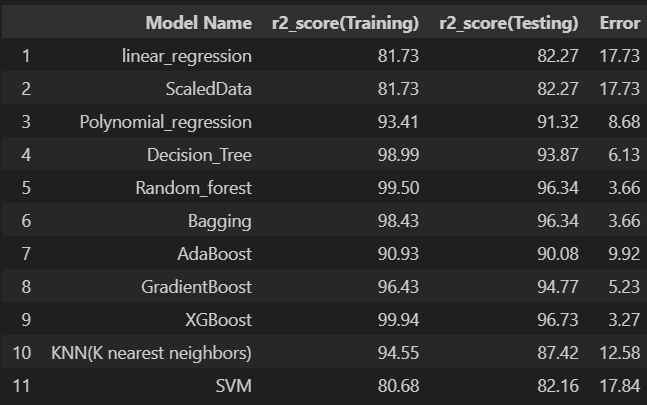 Model Name r2_score(Training) r2_score(Testing) Error
1 linear_regression 81.73 82.27 17.73
2 ScaledData 81.73 82.27 17.73
3 Polynomial_regression 93.41 91.32 8.68
4 Decision_Tree 98.99 93.87 6.13
5 Random_forest 99.50 96.34 3.66
6 Bagging 98.43 96.34 3.66
7 AdaBoost 90.93 90.08 9.92
8 GradientBoost 96.43 94.77 5.23
9 XGBoost 99.94 96.73 3.27
10 KNN(K nearest neighbors) 94.55 87.42 12.58
11 SVM 80.68 82.16 17.84